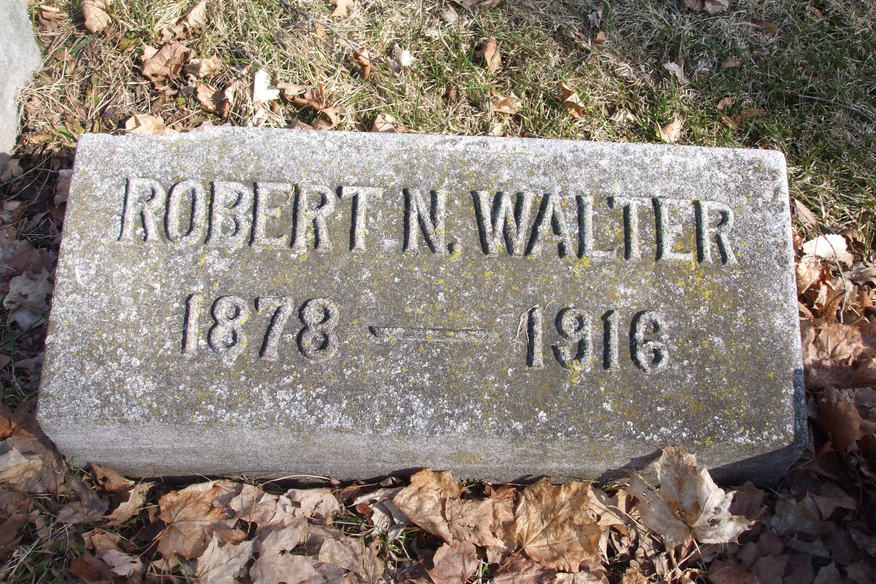 ROBERT N. WALTER
1878 — 1916